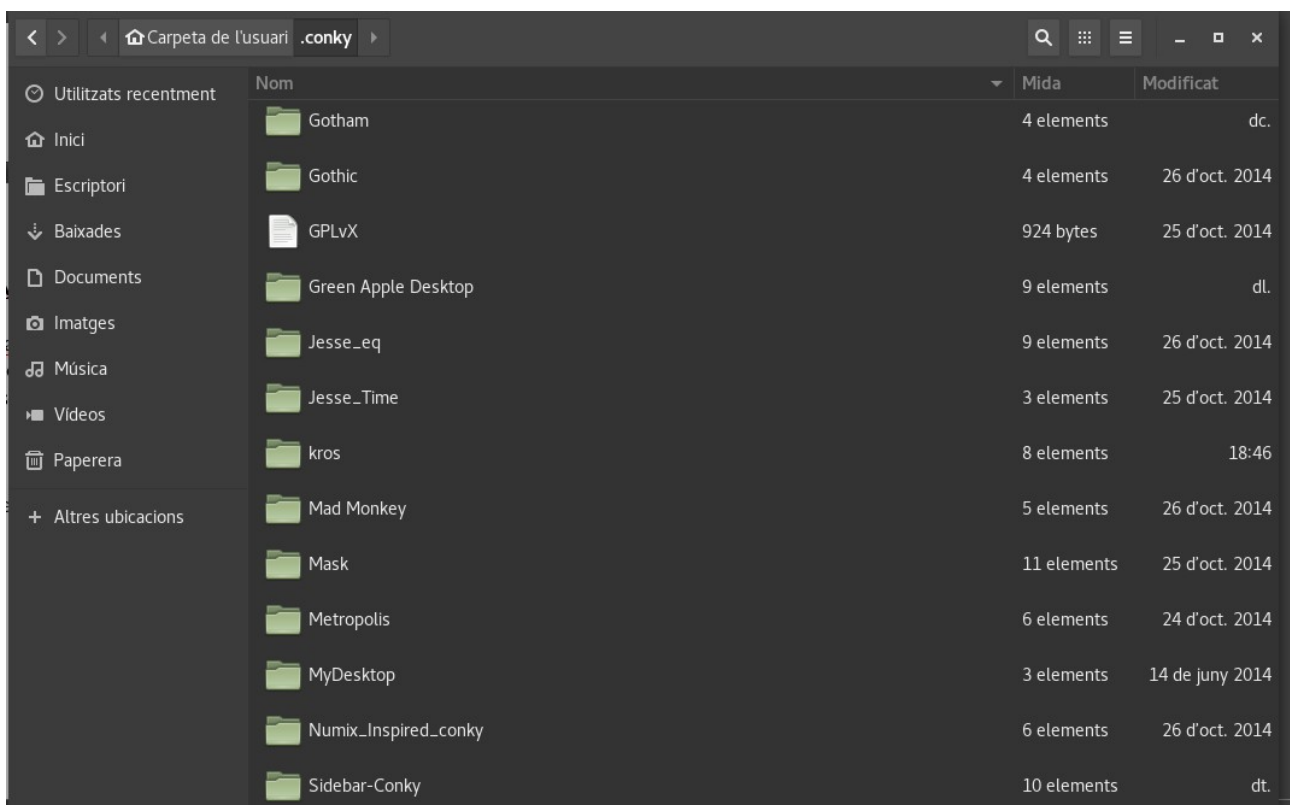 Carpeta de l'usuari .conky
Nom Mida Modificat
Utilitzats recentment
Inici
Escriptori
Baixades
Documents
Imatges
Música
Vídeos
Paperera
Altres ubicacions
Gotham 4 elements dc.
Gothic 4 elements 26 d'oct. 2014
GPLvX 924 bytes 25 d'oct. 2014
Green Apple Desktop 9 elements dl.
Jesse_eq 9 elements 26 d'oct. 2014
Jesse_Time 3 elements 25 d'oct. 2014
kros 8 elements 18:46
Mad Monkey 5 elements 26 d'oct. 2014
Mask 11 elements 25 d'oct. 2014
Metropolis 6 elements 24 d'oct. 2014
MyDesktop 3 elements 14 de juny 2014
Numix_Inspired_conky 6 elements 26 d'oct. 2014
Sidebar-Conky 10 elements dt.